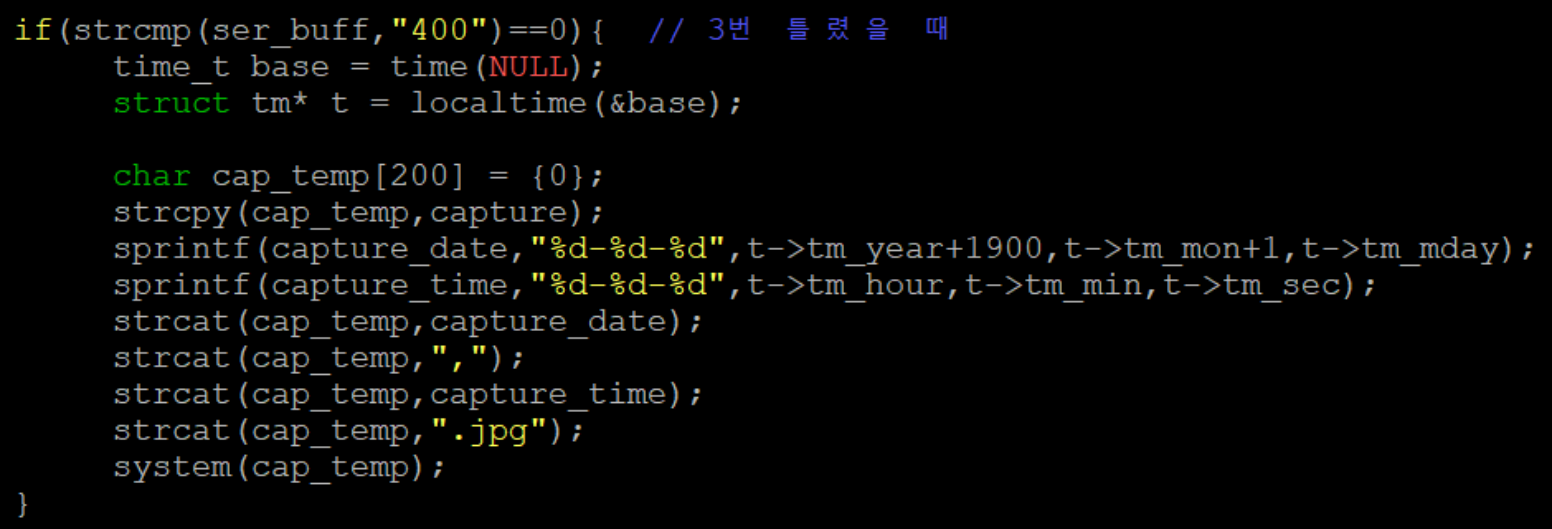 if(strcmp(ser_buff,"400")==0){  // 3번 틀렸을 때
     time_t base = time(NULL);
     struct tm* t = localtime(&base);

     char cap_temp[200] = {0};
     strcpy(cap_temp,capture);
     sprintf(capture_date,"%d-%d-%d",t->tm_year+1900,t->tm_mon+1,t->tm_mday);
     sprintf(capture_time,"%d-%d-%d",t->tm_hour,t->tm_min,t->tm_sec);
     strcat(cap_temp,capture_date);
     strcat(cap_temp,",");
     strcat(cap_temp,capture_time);
     strcat(cap_temp,".jpg");
     system(cap_temp);
}